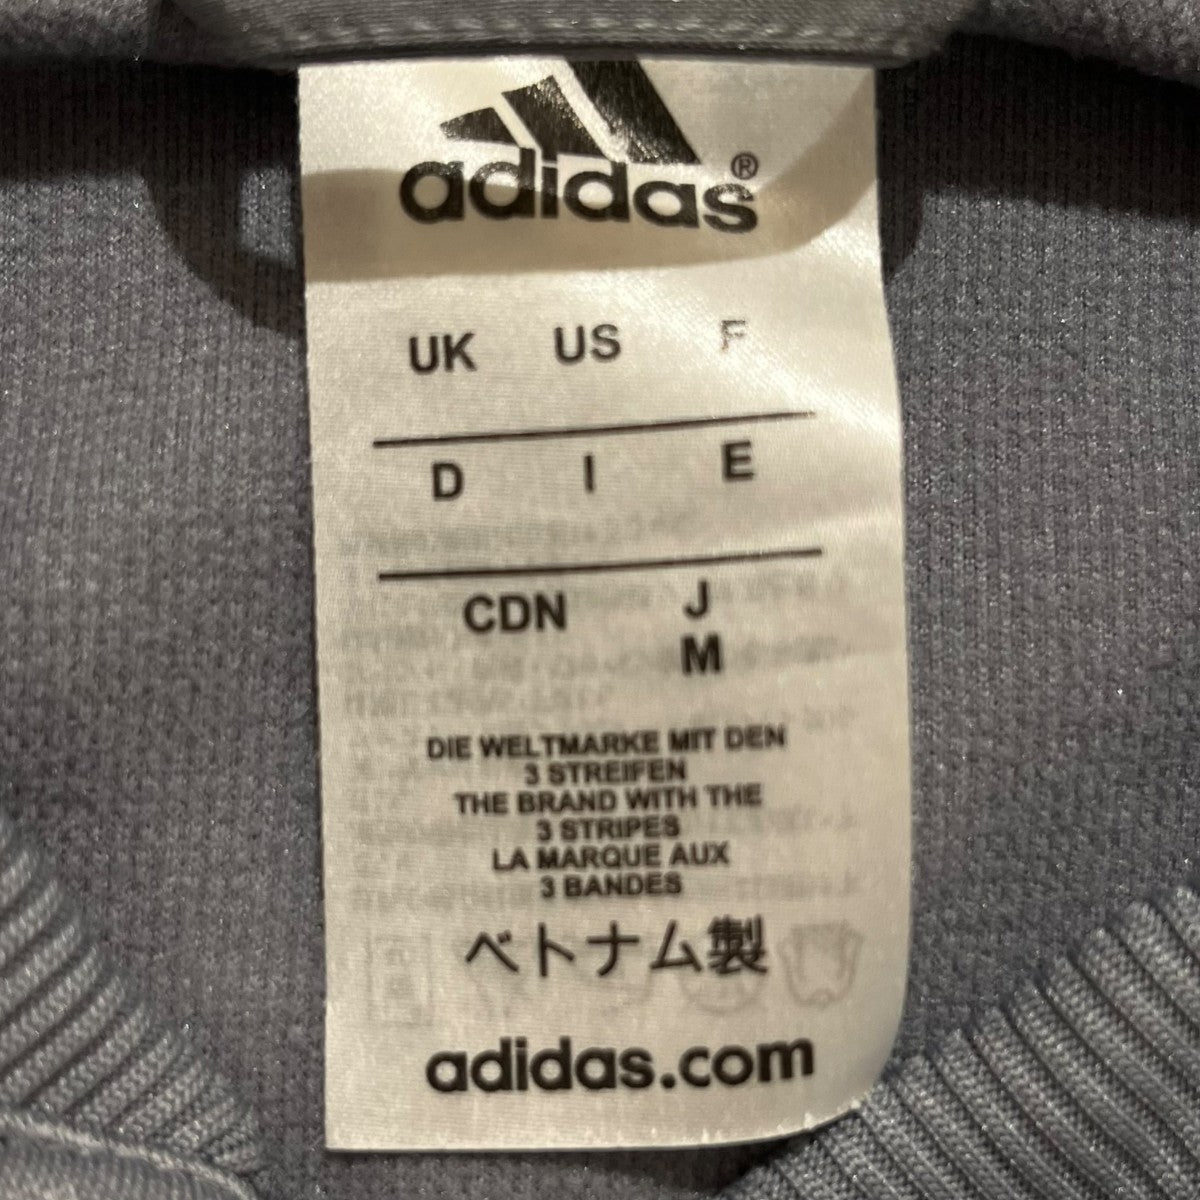 adidas®
UK US F
D I E
CDN J
M
DIE WELTMARKE MIT DEN
3 STREIFEN
THE BRAND WITH THE
3 STRIPES
LA MARQUE AUX
3 BANDES
ベトナム製
adidas.com